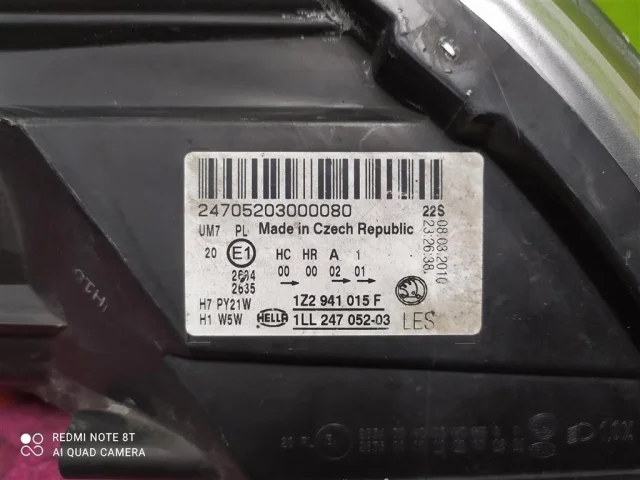 24705203000080
22S
08.03.2010
23:26:38.
UM7 PL Made in Czech Republic
20 E1 HC HR A 1
00 00 02 01
2694
2635
H7 PY21W
1Z2 941 015 F
H1 W5W HELLA 1LL 247 052-03 LES
REDMI NOTE 8T
AI QUAD CAMERA